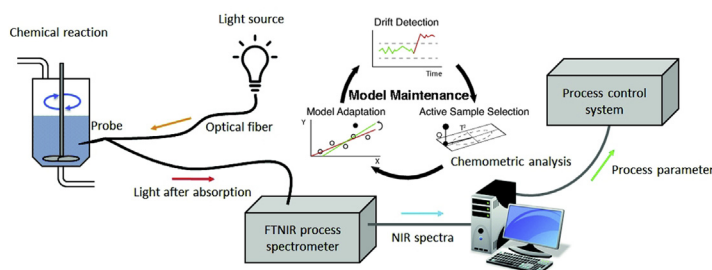 Chemical reaction
Light source
Probe
Optical fiber
Light after absorption
FTNIR process
spectrometer
NIR spectra
Drift Detection
Time
Model Maintenance
Model Adaptation
Y
X
Active Sample Selection
T²
Chemometric analysis
Process control
system
Process parameter